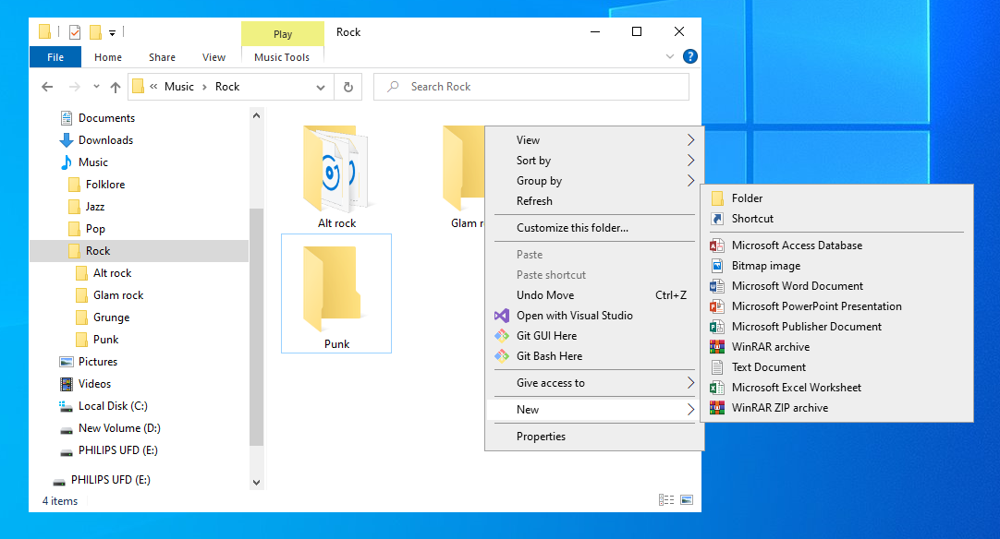 Play
Rock
File
Home
Share
View
Music Tools
?
« Music › Rock
Search Rock
Documents
Downloads
Music
Folklore
Jazz
Pop
Rock
Alt rock
Glam rock
Grunge
Punk
Pictures
Videos
Local Disk (C:)
New Volume (D:)
PHILIPS UFD (E:)
PHILIPS UFD (E:)
4 items
Alt rock
Glam r
Punk
View
Sort by
Group by
Refresh
Customize this folder...
Paste
Paste shortcut
Undo Move Ctrl+Z
Open with Visual Studio
Git GUI Here
Git Bash Here
Give access to
New
Properties
Folder
Shortcut
Microsoft Access Database
Bitmap image
Microsoft Word Document
Microsoft PowerPoint Presentation
Microsoft Publisher Document
WinRAR archive
Text Document
Microsoft Excel Worksheet
WinRAR ZIP archive